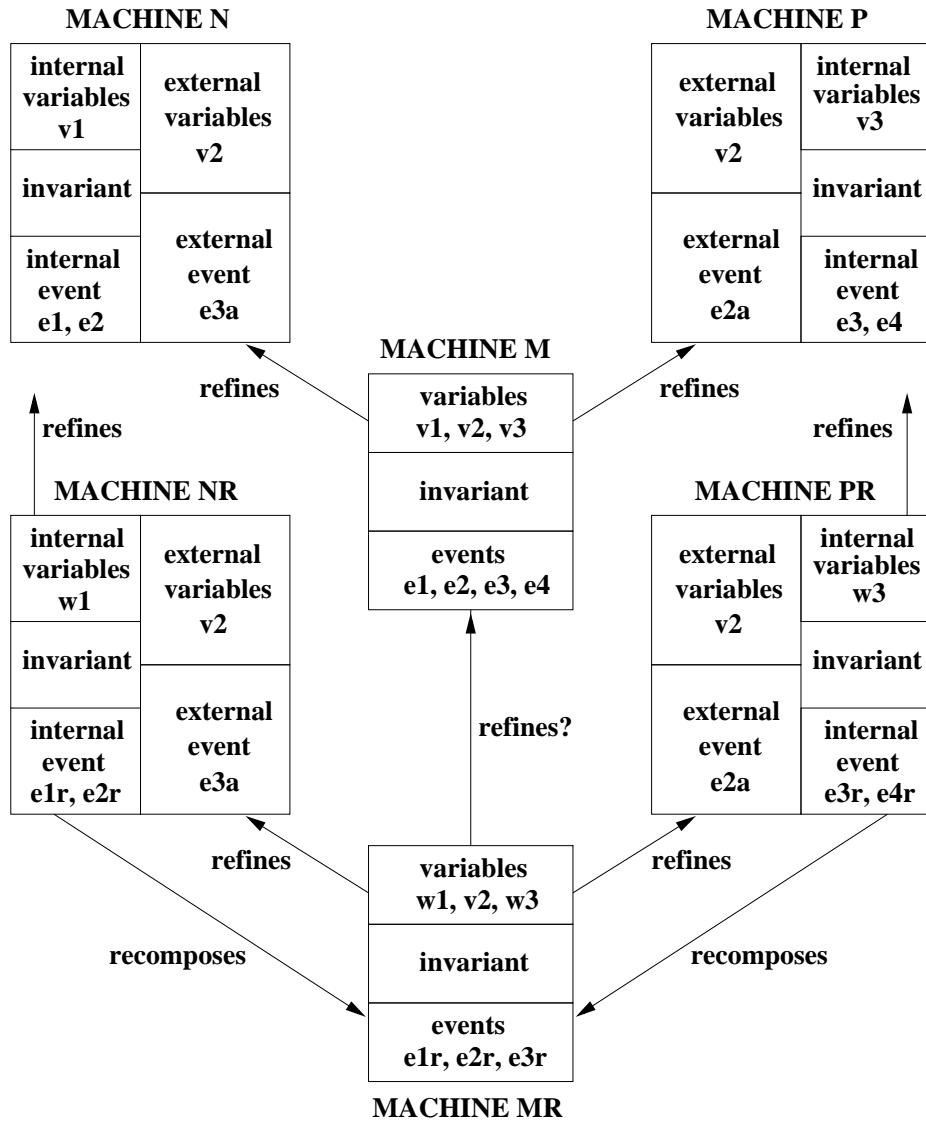 MACHINE N
internal
variables
v1
invariant
internal
event
e1, e2
external
variables
v2
external
event
e3a
MACHINE P
external
variables
v2
external
event
e2a
internal
variables
v3
invariant
internal
event
e3, e4
refines
refines
MACHINE M
variables
v1, v2, v3
invariant
events
e1, e2, e3, e4
refines
refines
MACHINE NR
internal
variables
w1
invariant
internal
event
e1r, e2r
external
variables
v2
external
event
e3a
refines?
MACHINE PR
external
variables
v2
external
event
e2a
internal
variables
w3
invariant
internal
event
e3r, e4r
refines
refines
recomposes
recomposes
variables
w1, v2, w3
invariant
events
e1r, e2r, e3r
MACHINE MR